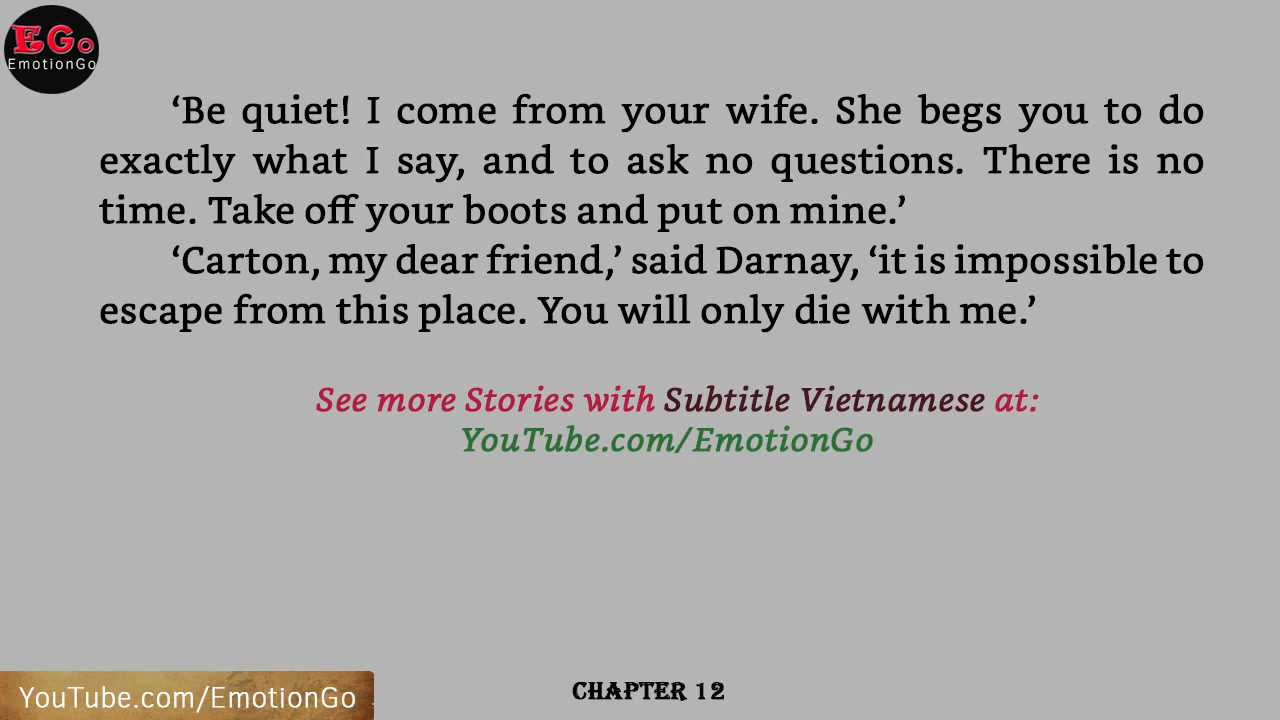 EGo
EmotionGo
‘Be quiet! I come from your wife. She begs you to do
exactly what I say, and to ask no questions. There is no
time. Take off your boots and put on mine.’
‘Carton, my dear friend,’ said Darnay, ‘it is impossible to
escape from this place. You will only die with me.’
See more Stories with Subtitle Vietnamese at:
YouTube.com/EmotionGo
YouTube.com/EmotionGo
CHAPTER 12